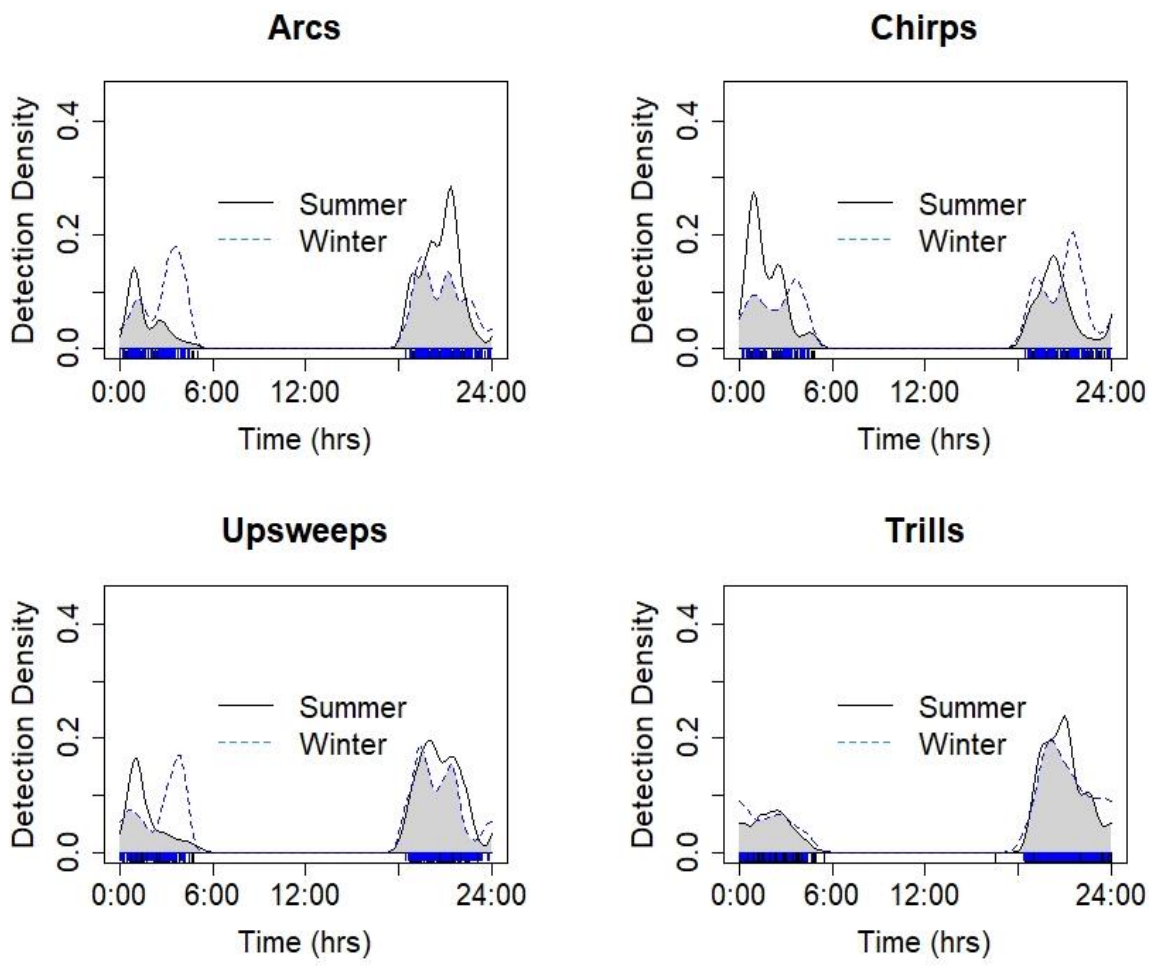 Arcs
Detection Density
0.4
0.2
0.0
Summer
Winter
0:00 6:00 12:00 24:00
Time (hrs)
Chirps
Detection Density
0.4
0.2
0.0
Summer
Winter
0:00 6:00 12:00 24:00
Time (hrs)
Upsweeps
Detection Density
0.4
0.2
0.0
Summer
Winter
0:00 6:00 12:00 24:00
Time (hrs)
Trills
Detection Density
0.4
0.2
0.0
Summer
Winter
0:00 6:00 12:00 24:00
Time (hrs)